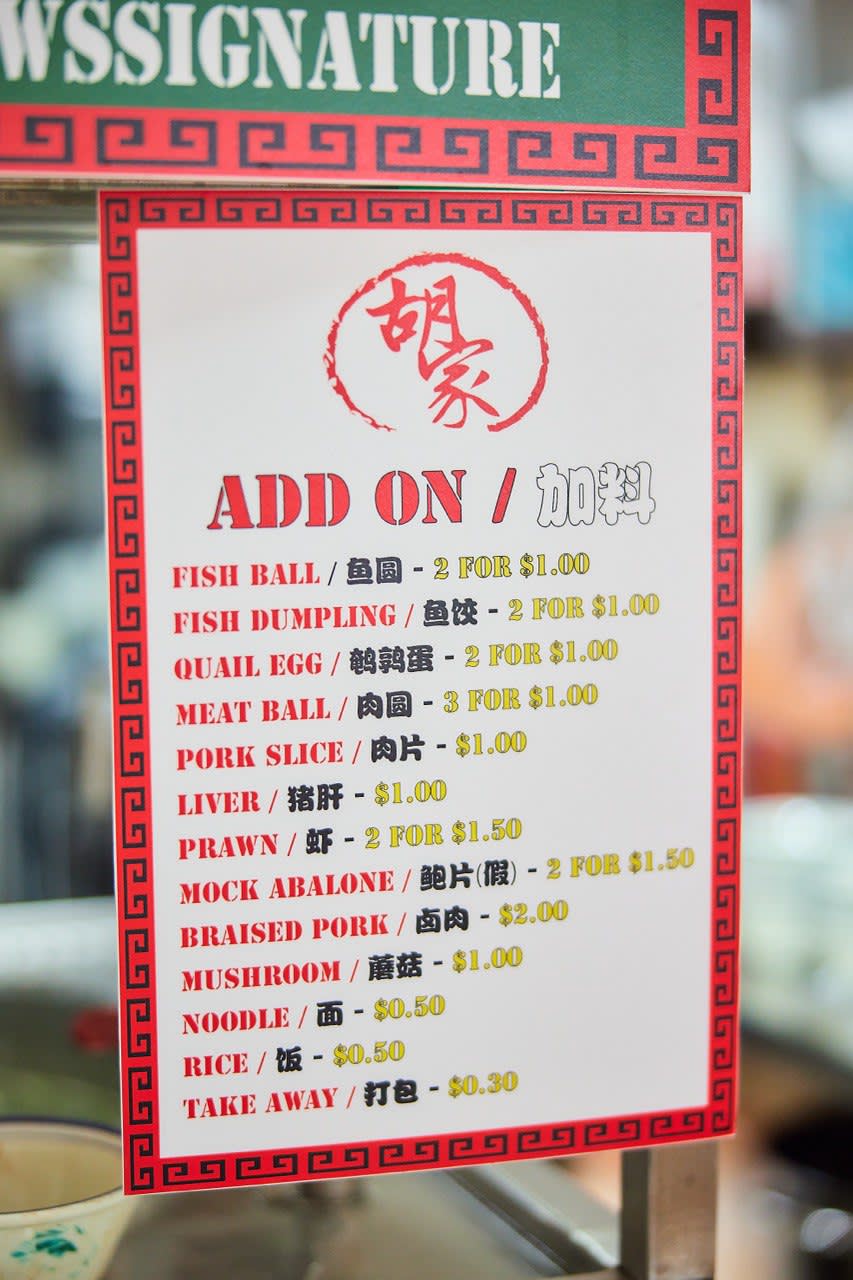 WSSIGNATURE
胡家
ADD ON / 加料
FISH BALL / 鱼圆 - 2 FOR $1.00
FISH DUMPLING / 鱼饺 - 2 FOR $1.00
QUAIL EGG / 鹌鹑蛋 - 2 FOR $1.00
MEAT BALL / 肉圆 - 3 FOR $1.00
PORK SLICE / 肉片 - $1.00
LIVER / 猪肝 - $1.00
PRAWN / 虾 - 2 FOR $1.50
MOCK ABALONE / 鲍片(假) - 2 FOR $1.50
BRAISED PORK / 卤肉 - $2.00
MUSHROOM / 蘑菇 - $1.00
NOODLE / 面 - $0.50
RICE / 饭 - $0.50
TAKE AWAY / 打包 - $0.30